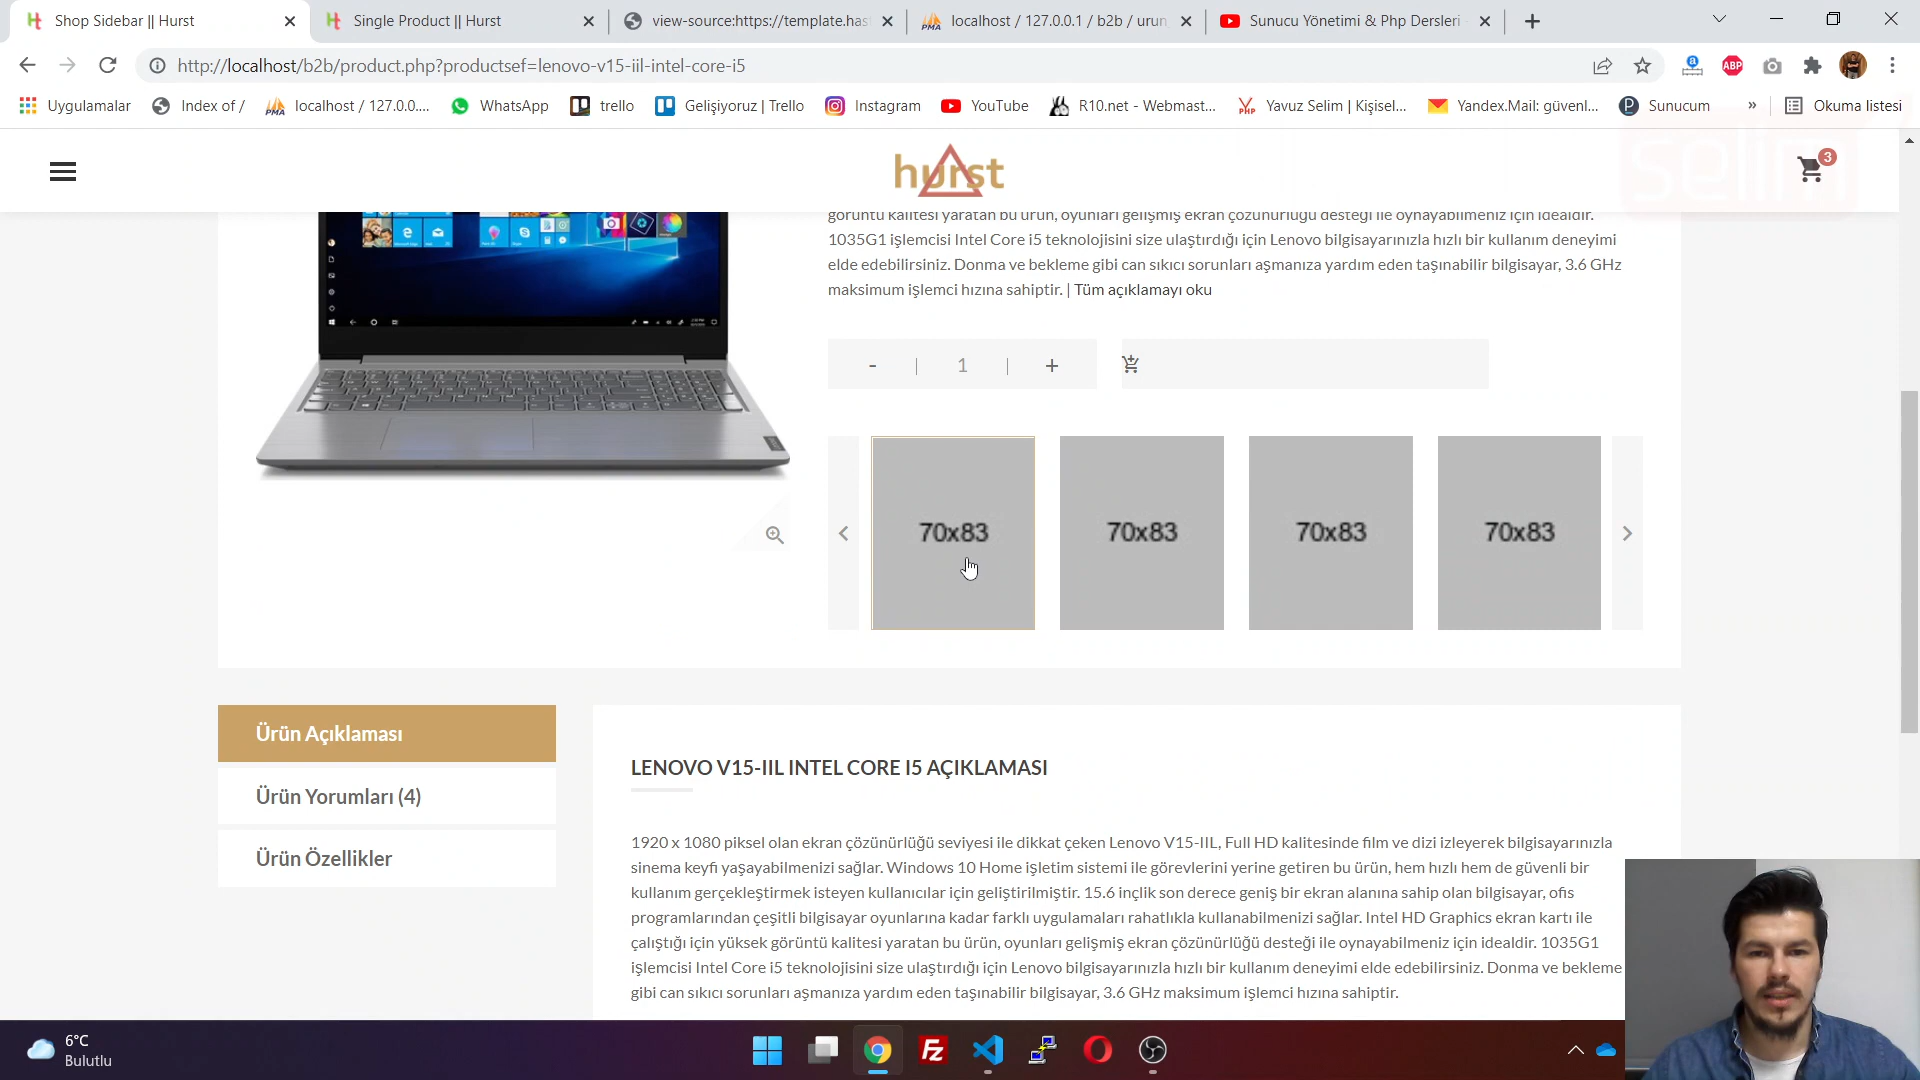 Shop Sidebar || Hurst
Single Product || Hurst
view-source:https://template.has
localhost / 127.0.0.1 / b2b / urun
Sunucu Yönetimi & Php Dersleri
http://localhost/b2b/product.php?productsef=lenovo-v15-iil-intel-core-i5
ABP
Uygulamalar
Index of /
PMA
localhost / 127.0.0....
WhatsApp
trello
Gelişiyoruz | Trello
Instagram
YouTube
R10.net - Webmast...
PHP
Yavuz Selim | Kişisel...
Yandex.Mail: güvenl...
Sunucum
»
Okuma listesi
hurst
selim
3
görüntü kalitesi yaratan bu ürün, oyunları gelişmiş ekran çözünürlüğü desteği ile oynayabilmeniz için idealdir.
1035G1 işlemcisi Intel Core i5 teknolojisini size ulaştırdığı için Lenovo bilgisayarınızla hızlı bir kullanım deneyimi
elde edebilirsiniz. Donma ve bekleme gibi can sıkıcı sorunları aşmanıza yardım eden taşınabilir bilgisayar, 3.6 GHz
maksimum işlemci hızına sahiptir. | Tüm açıklamayı oku
- | 1 | +
70x83
70x83
70x83
70x83
Ürün Açıklaması
Ürün Yorumları (4)
Ürün Özellikler
LENOVO V15-IIL INTEL CORE I5 AÇIKLAMASI
1920 x 1080 piksel olan ekran çözünürlüğü seviyesi ile dikkat çeken Lenovo V15-IIL, Full HD kalitesinde film ve dizi izleyerek bilgisayarınızla
sinema keyfi yaşayabilmenizi sağlar. Windows 10 Home işletim sistemi ile görevlerini yerine getiren bu ürün, hem hızlı hem de güvenli bir
kullanım gerçekleştirmek isteyen kullanıcılar için geliştirilmiştir. 15.6 inçlik son derece geniş bir ekran alanına sahip olan bilgisayar, ofis
programlarından çeşitli bilgisayar oyunlarına kadar farklı uygulamaları rahatlıkla kullanabilmenizi sağlar. Intel HD Graphics ekran kartı ile
çalıştığı için yüksek görüntü kalitesi yaratan bu ürün, oyunları gelişmiş ekran çözünürlüğü desteği ile oynayabilmeniz için idealdir. 1035G1
işlemcisi Intel Core i5 teknolojisini size ulaştırdığı için Lenovo bilgisayarınızla hızlı bir kullanım deneyimi elde edebilirsiniz. Donma ve bekleme
gibi can sıkıcı sorunları aşmanıza yardım eden taşınabilir bilgisayar, 3.6 GHz maksimum işlemci hızına sahiptir.
6°C
Bulutlu